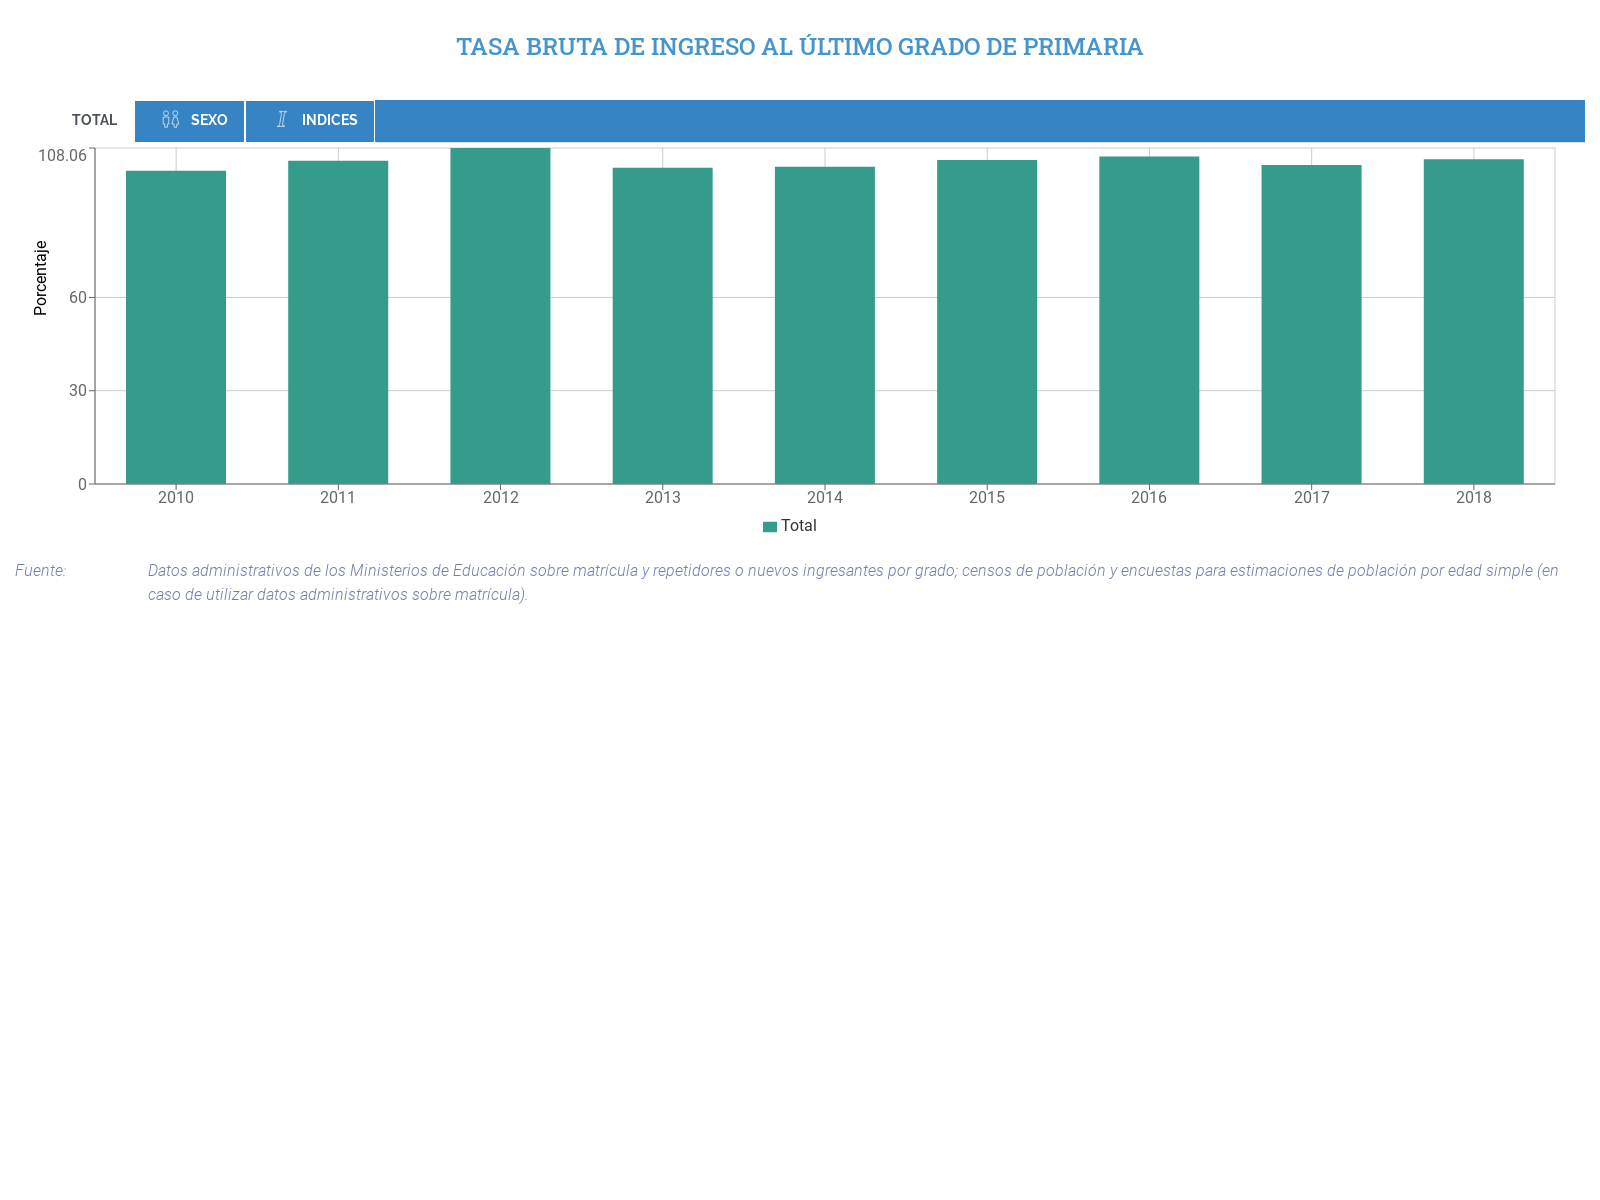 TASA BRUTA DE INGRESO AL ÚLTIMO GRADO DE PRIMARIA
TOTAL SEXO INDICES
108.06
Porcentaje
60
30
0
2010 2011 2012 2013 2014 2015 2016 2017 2018
Total
Fuente: Datos administrativos de los Ministerios de Educación sobre matrícula y repetidores o nuevos ingresantes por grado; censos de población y encuestas para estimaciones de población por edad simple (en
caso de utilizar datos administrativos sobre matrícula).